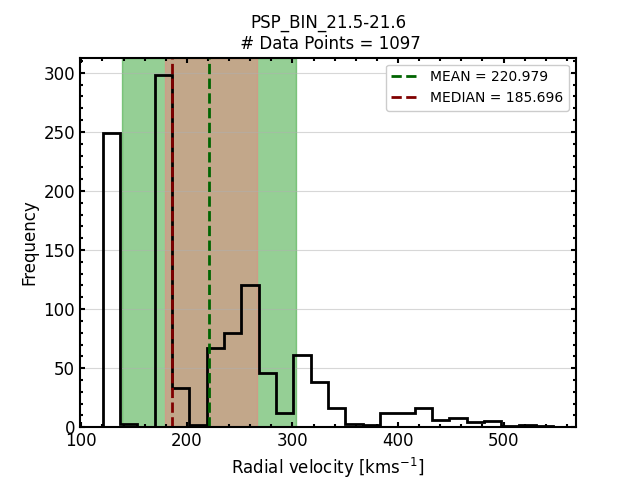 PSP_BIN_21.5-21.6
# Data Points = 1097
MEAN = 220.979
MEDIAN = 185.696
300
250
200
150
100
50
0
Frequency
100 200 300 400 500
Radial velocity [kms⁻¹]